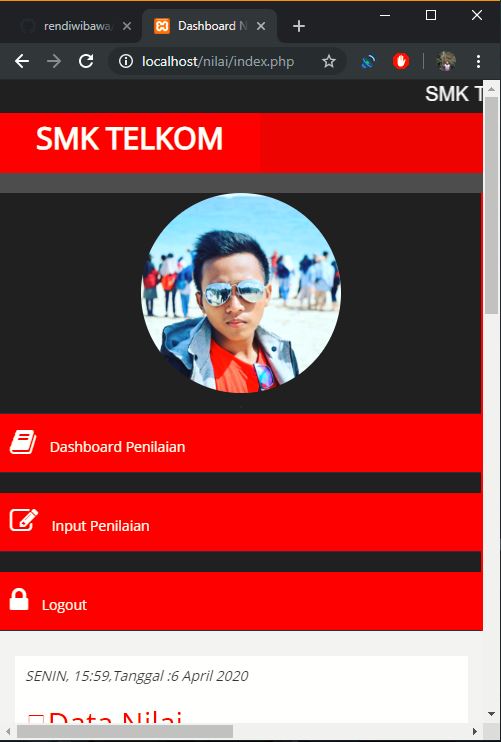 rendiwibawa
Dashboard N
localhost/nilai/index.php
SMK T
SMK TELKOM
Dashboard Penilaian
Input Penilaian
Logout
SENIN, 15:59,Tanggal :6 April 2020
Data Nilai